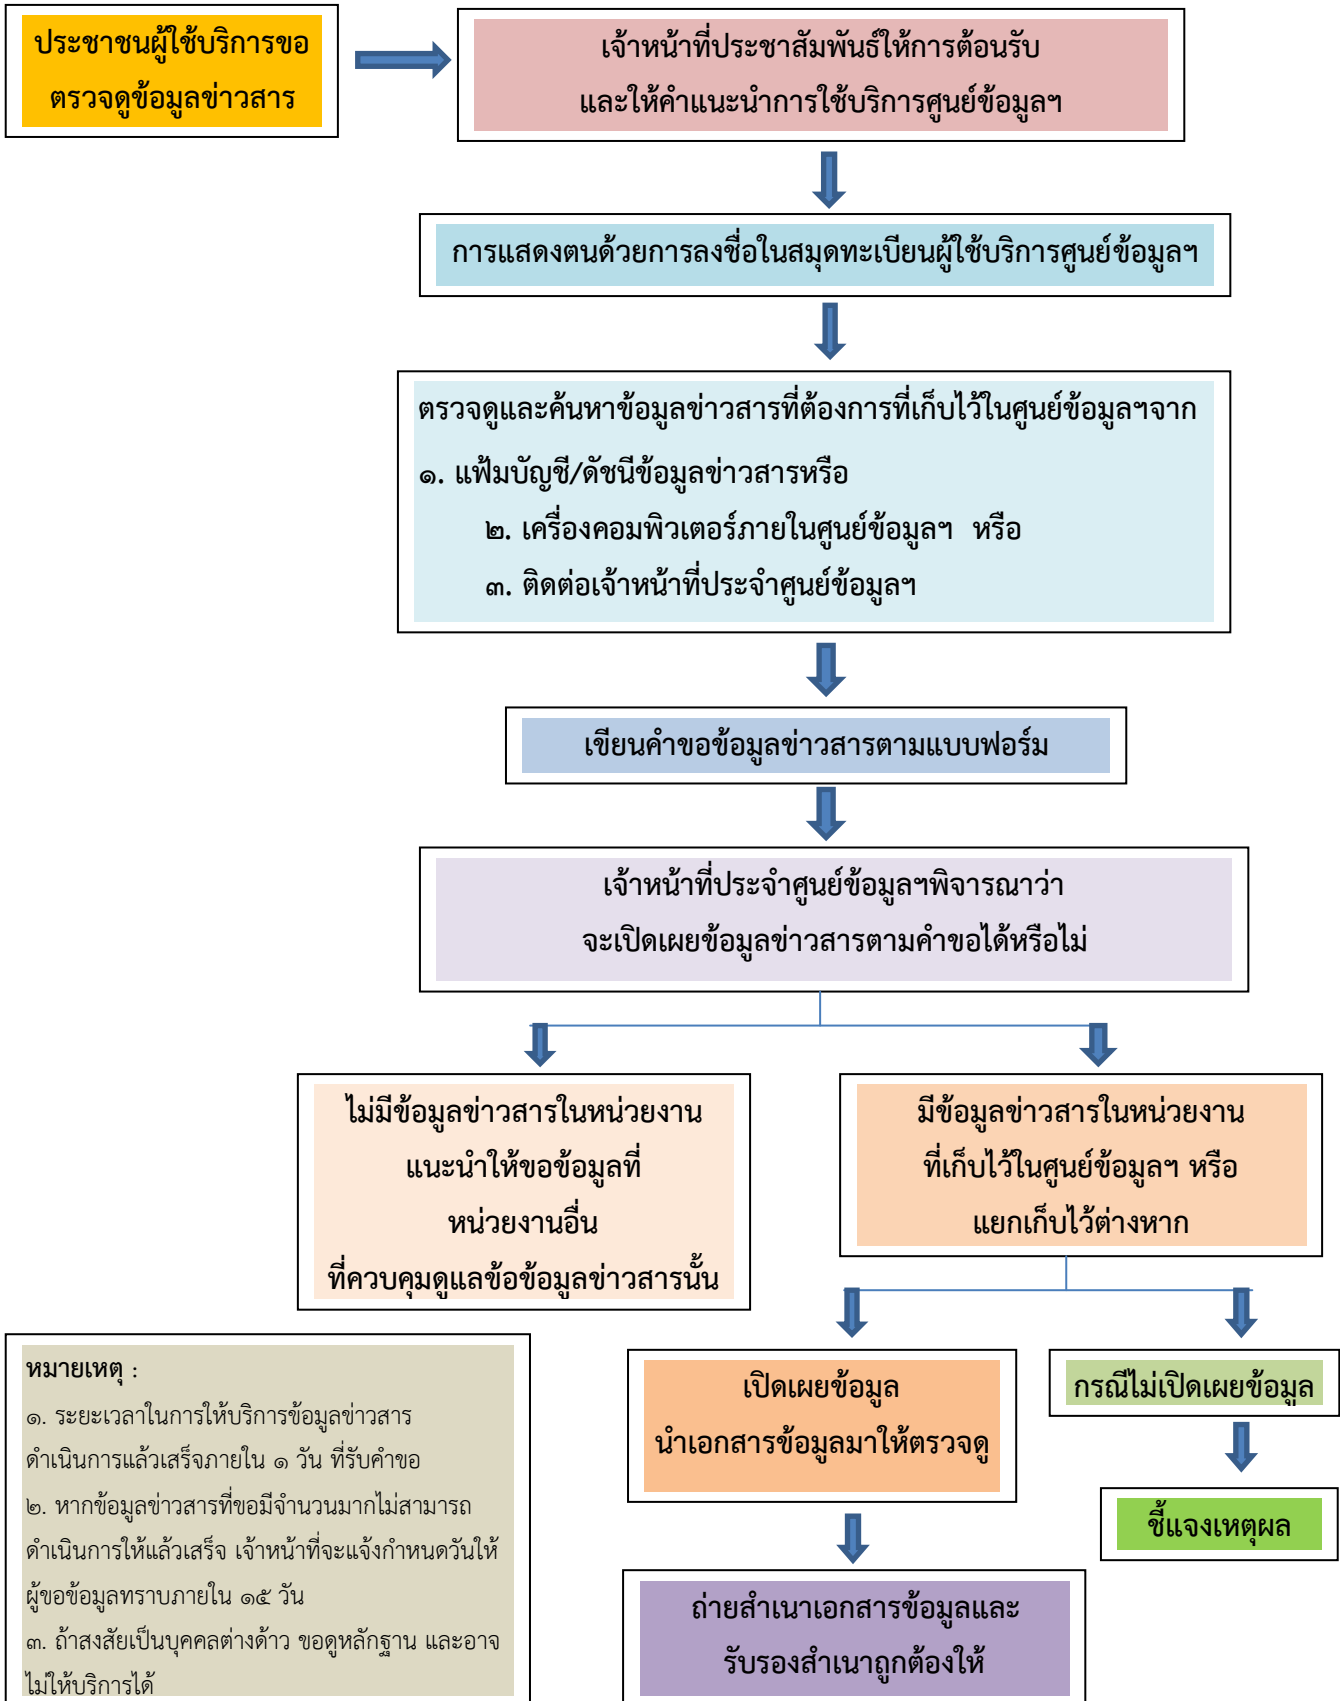 ประชาชนผู้ใช้บริการขอ
ตรวจดูข้อมูลข่าวสาร
เจ้าหน้าที่ประชาสัมพันธ์ให้การต้อนรับ
และให้คำแนะนำการใช้บริการศูนย์ข้อมูลฯ
การแสดงตนด้วยการลงชื่อในสมุดทะเบียนผู้ใช้บริการศูนย์ข้อมูลฯ
ตรวจดูและค้นหาข้อมูลข่าวสารที่ต้องการที่เก็บไว้ในศูนย์ข้อมูลฯจาก
๑. แฟ้มบัญชี/ดัชนีข้อมูลข่าวสารหรือ
๒. เครื่องคอมพิวเตอร์ภายในศูนย์ข้อมูลฯ หรือ
๓. ติดต่อเจ้าหน้าที่ประจำศูนย์ข้อมูลฯ
เขียนคำขอข้อมูลข่าวสารตามแบบฟอร์ม
เจ้าหน้าที่ประจำศูนย์ข้อมูลฯพิจารณาว่า
จะเปิดเผยข้อมูลข่าวสารตามคำขอได้หรือไม่
ไม่มีข้อมูลข่าวสารในหน่วยงาน
แนะนำให้ขอข้อมูลที่
หน่วยงานอื่น
ที่ควบคุมดูแลข้อข้อมูลข่าวสารนั้น
มีข้อมูลข่าวสารในหน่วยงาน
ที่เก็บไว้ในศูนย์ข้อมูลฯ หรือ
แยกเก็บไว้ต่างหาก
เปิดเผยข้อมูล
นำเอกสารข้อมูลมาให้ตรวจดู
กรณีไม่เปิดเผยข้อมูล
ชี้แจงเหตุผล
ถ่ายสำเนาเอกสารข้อมูลและ
รับรองสำเนาถูกต้องให้
หมายเหตุ :
๑. ระยะเวลาในการให้บริการข้อมูลข่าวสาร
ดำเนินการแล้วเสร็จภายใน ๑ วัน ที่รับคำขอ
๒. หากข้อมูลข่าวสารที่ขอมีจำนวนมากไม่สามารถ
ดำเนินการให้แล้วเสร็จ เจ้าหน้าที่จะแจ้งกำหนดวันให้
ผู้ขอข้อมูลทราบภายใน ๑๕ วัน
๓. ถ้าสงสัยเป็นบุคคลต่างด้าว ขอดูหลักฐาน และอาจ
ไม่ให้บริการได้